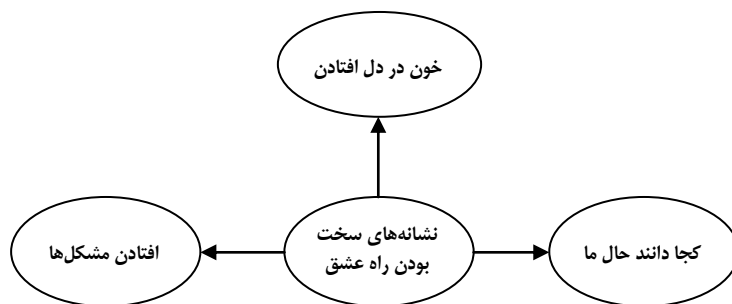 خون در دل افتادن
نشانه‌های سخت
بودن راه عشق
کجا دانند حال ما
افتادن مشکل‌ها